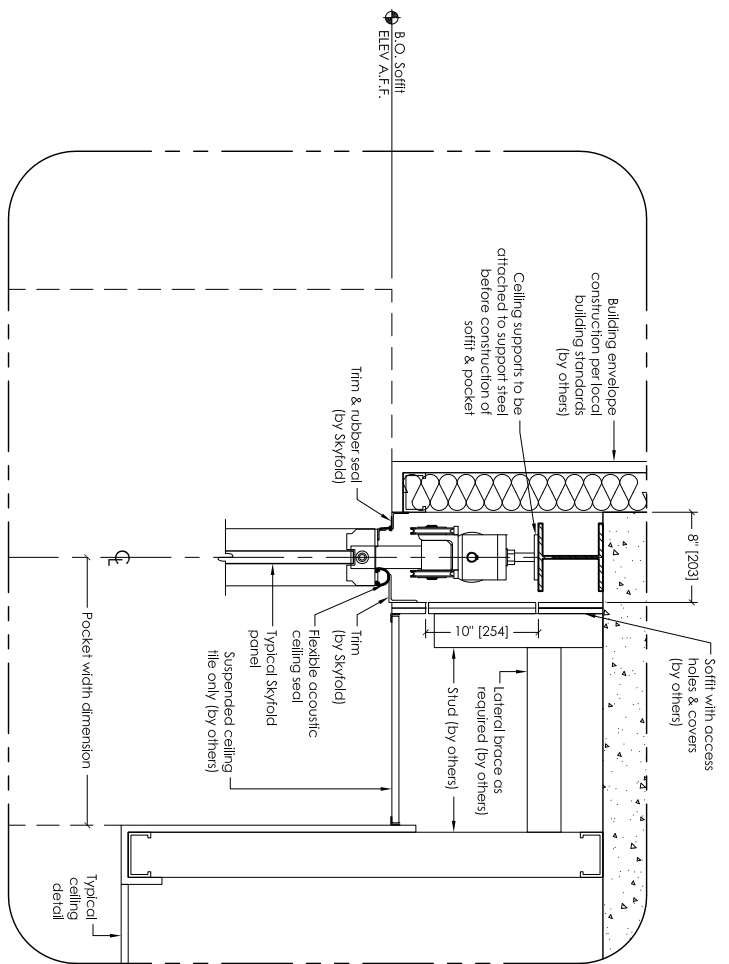 B.O. Soffit
ELEV A.F.F.
Building envelope
construction per local
building standards
(by others)
Ceiling supports to be
attached to support steel
before construction of
soffit & pocket
Trim & rubber seal
(by Skyfold)
8" [203]
10" [254]
Soffit with access
holes & covers
(by others)
Lateral brace as
required (by others)
Stud (by others)
Trim
(by Skyfold)
Flexible acoustic
ceiling seal
Typical Skyfold
panel
Suspended ceiling
tile only (by others)
CL
Pocket width dimension
Typical
ceiling
detail